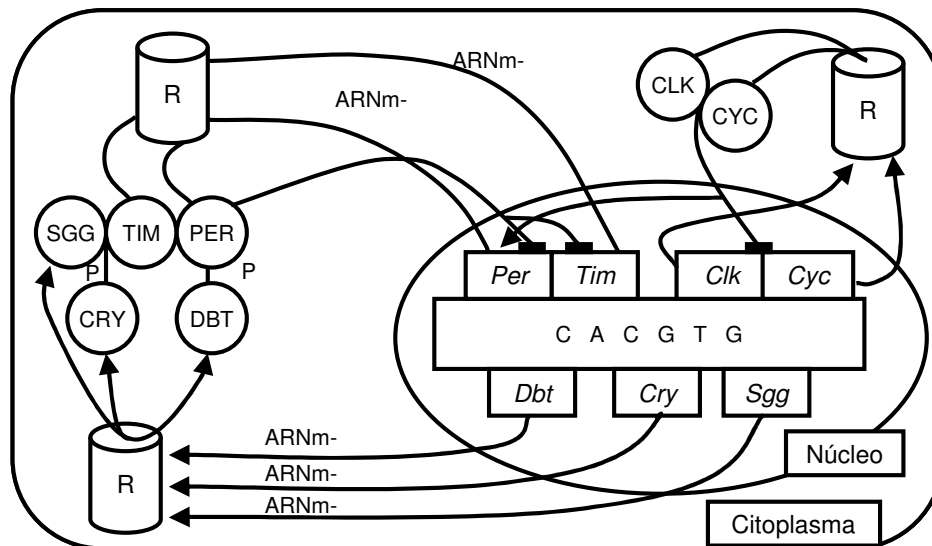 ARNm-
CLK
R
ARNm-
CYC
R
SGG
TIM
PER
P
P
Per
Tim
Clk
Cyc
CRY
DBT
C A C G T G
Dbt
Cry
Sgg
ARNm-
Núcleo
R
ARNm-
ARNm-
Citoplasma